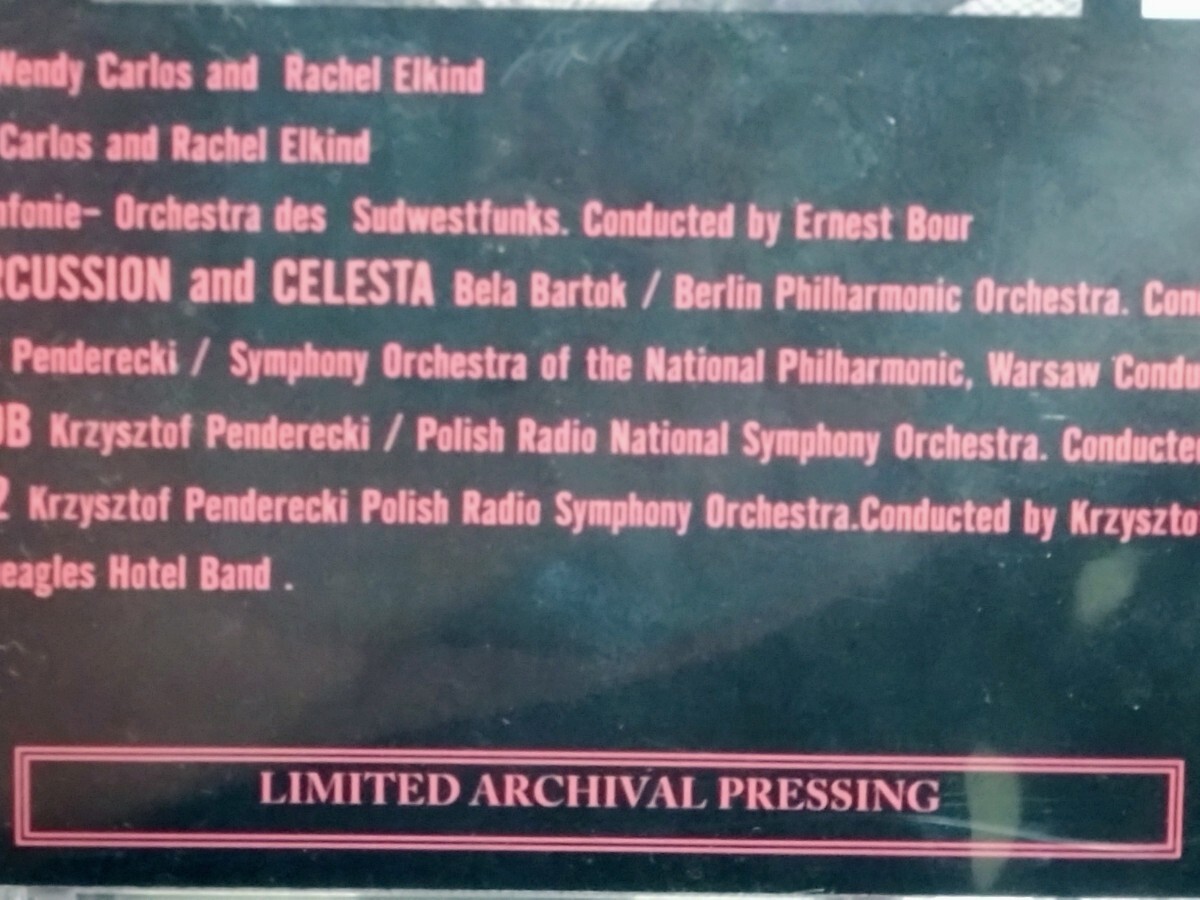 Wendy Carlos and Rachel Elkind
Carlos and Rachel Elkind
nfonie- Orchestra des Sudwestfunks. Conducted by Ernest Bour
RCUSSION and CELESTA Bela Bartok / Berlin Philharmonic Orchestra. Con
Penderecki / Symphony Orchestra of the National Philharmonic, Warsaw Condu
OB Krzysztof Penderecki / Polish Radio National Symphony Orchestra. Conducted
2 Krzysztof Penderecki Polish Radio Symphony Orchestra.Conducted by Krzyszto
eagles Hotel Band .
LIMITED ARCHIVAL PRESSING